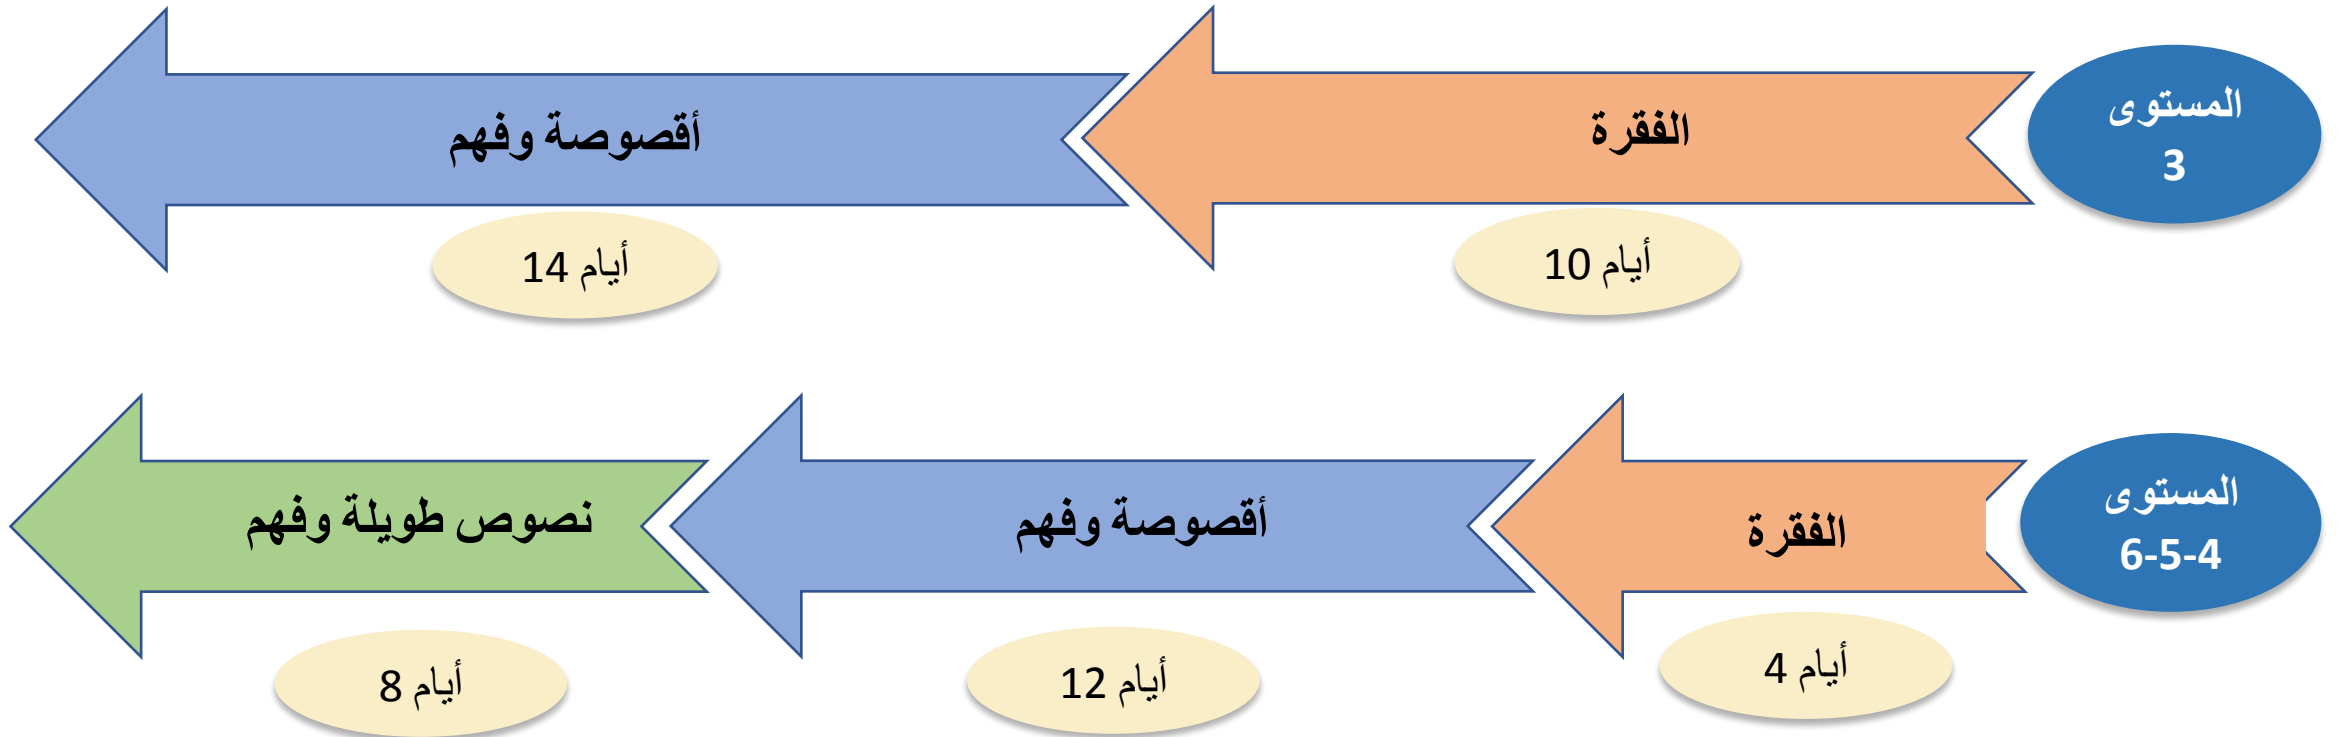 المستوى
3
الفقرة
أقصوصة وفهم
أيام 10
أيام 14
المستوى
6-5-4
الفقرة
أقصوصة وفهم
نصوص طويلة وفهم
أيام 4
أيام 12
أيام 8